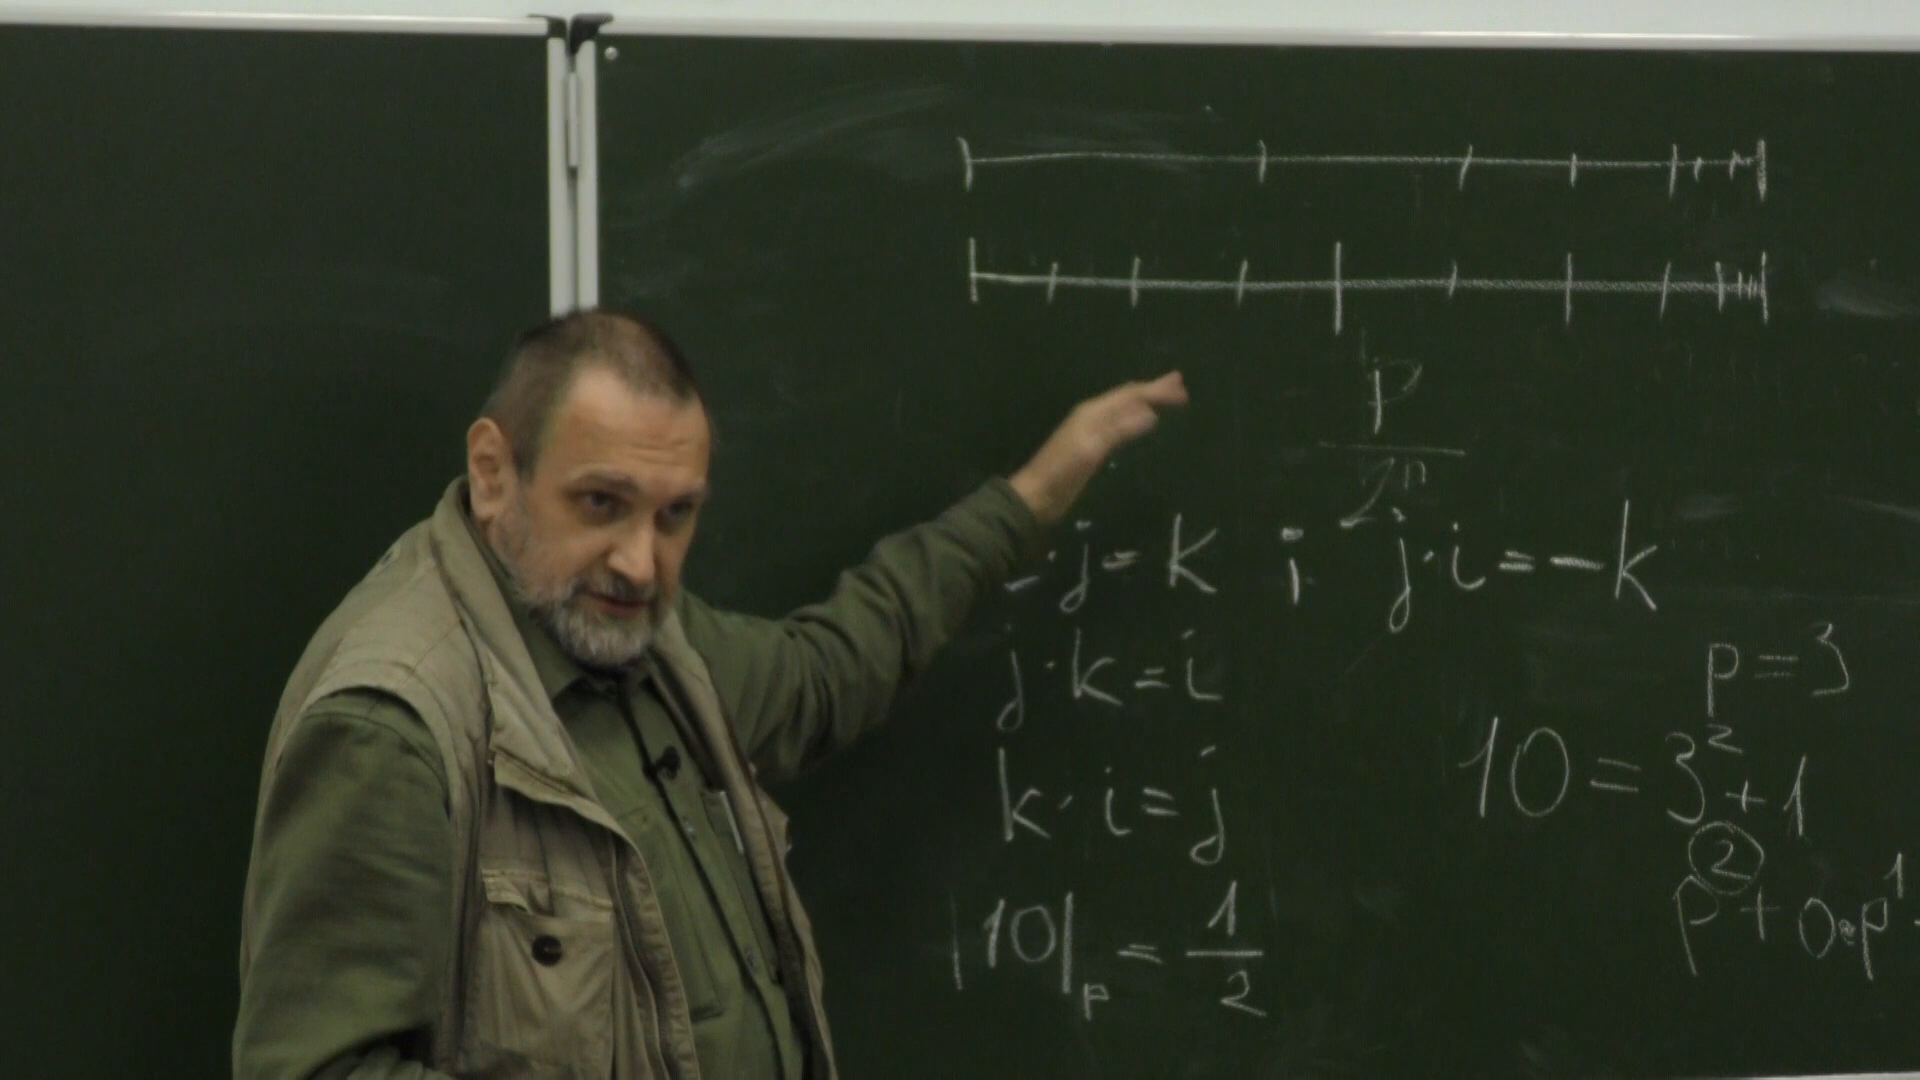 p
2ⁿ
· j = k j · i = -k
j · k = i
k · i = j
|10|ₚ = 1/2
p = 3
10 = 3² + 1
p² + 0 · p¹